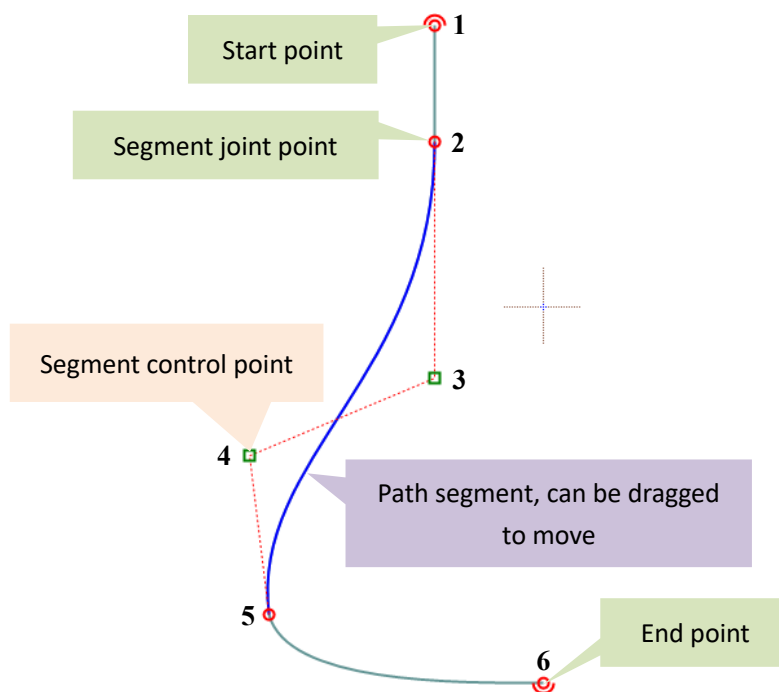 1
Start point
Segment joint point
2
Segment control point
3
4
Path segment, can be dragged
to move
5
End point
6